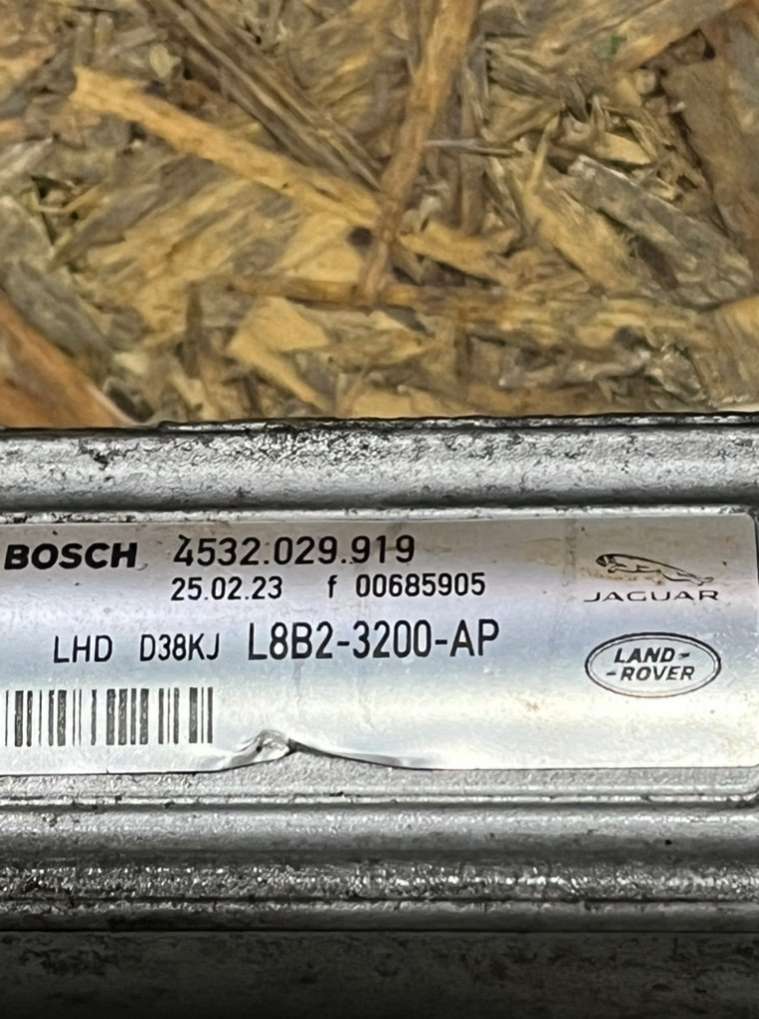 BOSCH 4532.029.919
25.02.23 f 00685905
JAGUAR
LHD D38KJ L8B2-3200-AP
LAND-
-ROVER